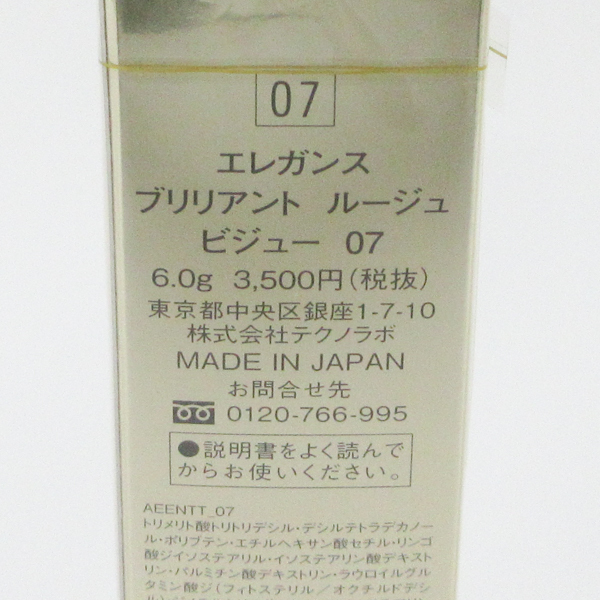 07
エレガンス
ブリリアント ルージュ
ビジュー 07
6.0g 3,500円(税抜)
東京都中央区銀座1-7-10
株式会社テクノラボ
MADE IN JAPAN
お問合せ先
0120-766-995
●説明書をよく読んで
からお使いください。
AEENTT_07
トリメリト酸トリトリデシル・デシルテトラデカノー
ル・ポリブテン・エチルヘキサン酸セチル・リンゴ
酸ジイソステアリル・イソステアリン酸デキスト
リン・パルミチン酸デキストリン・ラウロイルグル
タミン酸ジ(フィトステリル/オクチルドデシ